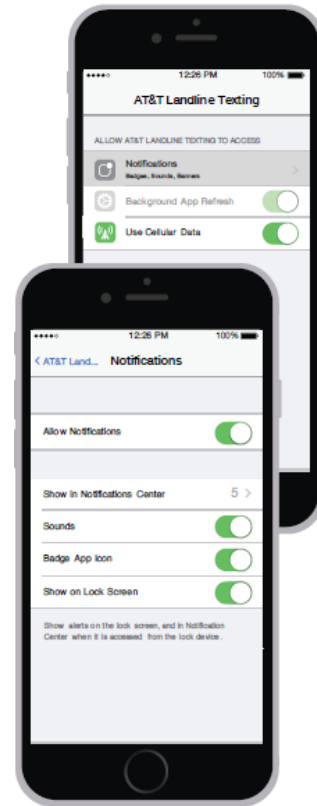 12:26 PM 100%
AT&T Landline Texting
ALLOW AT&T LANDLINE TEXTING TO ACCESS
Notifications
Badges, Sounds, Banners
Background App Refresh
Use Cellular Data
12:26 PM 100%
< AT&T Land... Notifications
Allow Notifications
Show in Notifications Center 5 >
Sounds
Badge App Icon
Show on Lock Screen
Show alerts on the lock screen, and in Notification
Center when it is accessed from the lock device.